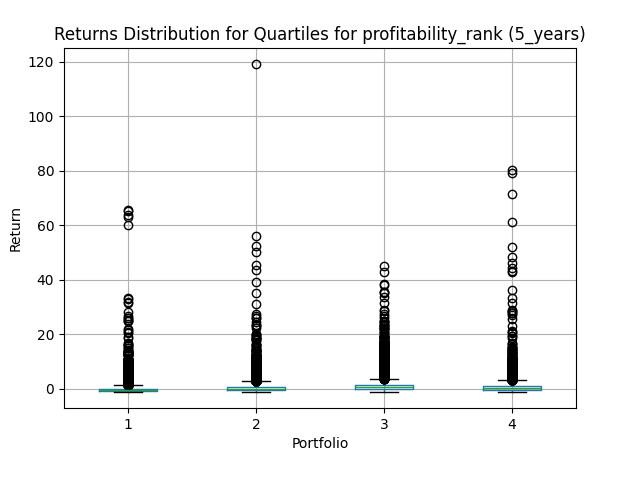 Returns Distribution for Quartiles for profitability_rank (5_years)
120
100
80
60
40
20
0
Return
1 2 3 4
Portfolio